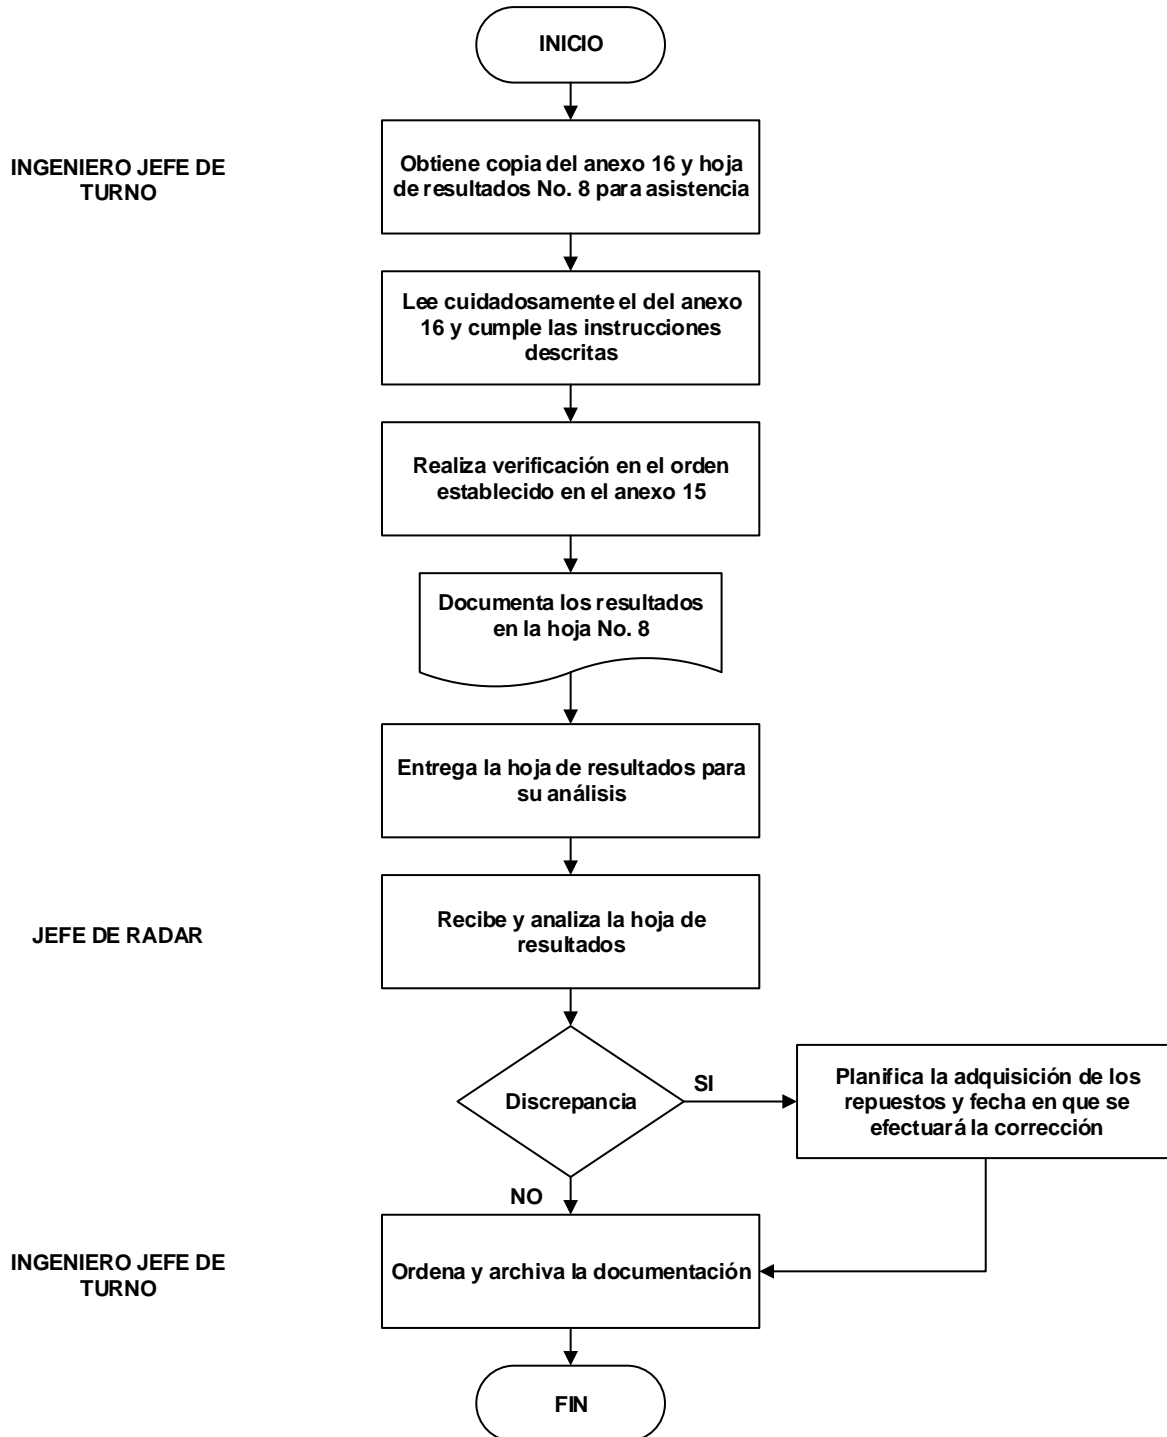 INICIO
INGENIERO JEFE DE
TURNO
Obtiene copia del anexo 16 y hoja
de resultados No. 8 para asistencia
Lee cuidadosamente el del anexo
16 y cumple las instrucciones
descritas
Realiza verificación en el orden
establecido en el anexo 15
Documenta los resultados
en la hoja No. 8
Entrega la hoja de resultados para
su análisis
JEFE DE RADAR
Recibe y analiza la hoja de
resultados
Discrepancia
SI
Planifica la adquisición de los
repuestos y fecha en que se
efectuará la corrección
NO
INGENIERO JEFE DE
TURNO
Ordena y archiva la documentación
FIN